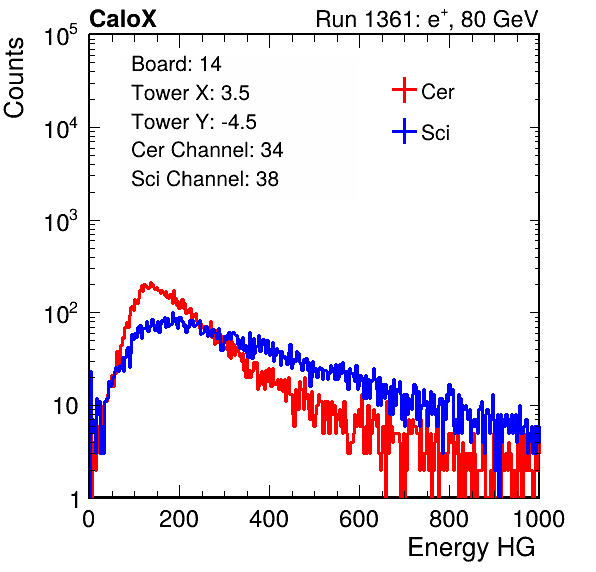 CaloX Run 1361: e⁺, 80 GeV
Counts
10⁵
10⁴
10³
10²
10
1
Board: 14
Tower X: 3.5
Tower Y: -4.5
Cer Channel: 34
Sci Channel: 38
Cer
Sci
0 200 400 600 800 1000
Energy HG